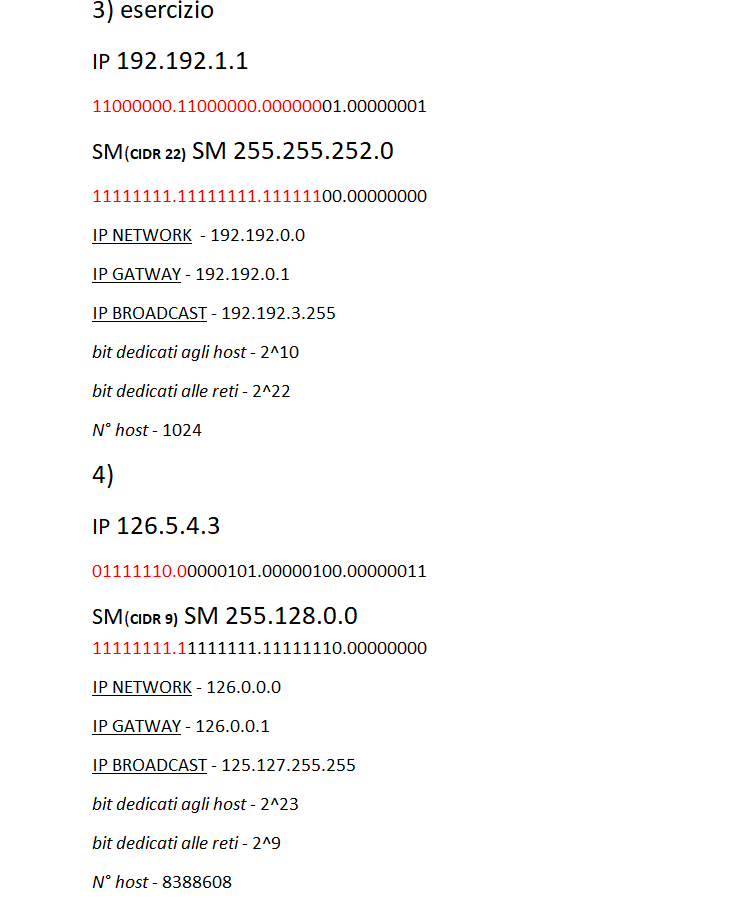 3) esercizio
IP 192.192.1.1
11000000.11000000.00000001.00000001
SM(CIDR 22) SM 255.255.252.0
11111111.11111111.11111100.00000000
IP NETWORK - 192.192.0.0
IP GATWAY - 192.192.0.1
IP BROADCAST - 192.192.3.255
bit dedicati agli host - 2^10
bit dedicati alle reti - 2^22
N° host - 1024
4)
IP 126.5.4.3
01111110.00000101.00000100.00000011
SM(CIDR 9) SM 255.128.0.0
11111111.11111111.11111110.00000000
IP NETWORK - 126.0.0.0
IP GATWAY - 126.0.0.1
IP BROADCAST - 125.127.255.255
bit dedicati agli host - 2^23
bit dedicati alle reti - 2^9
N° host - 8388608